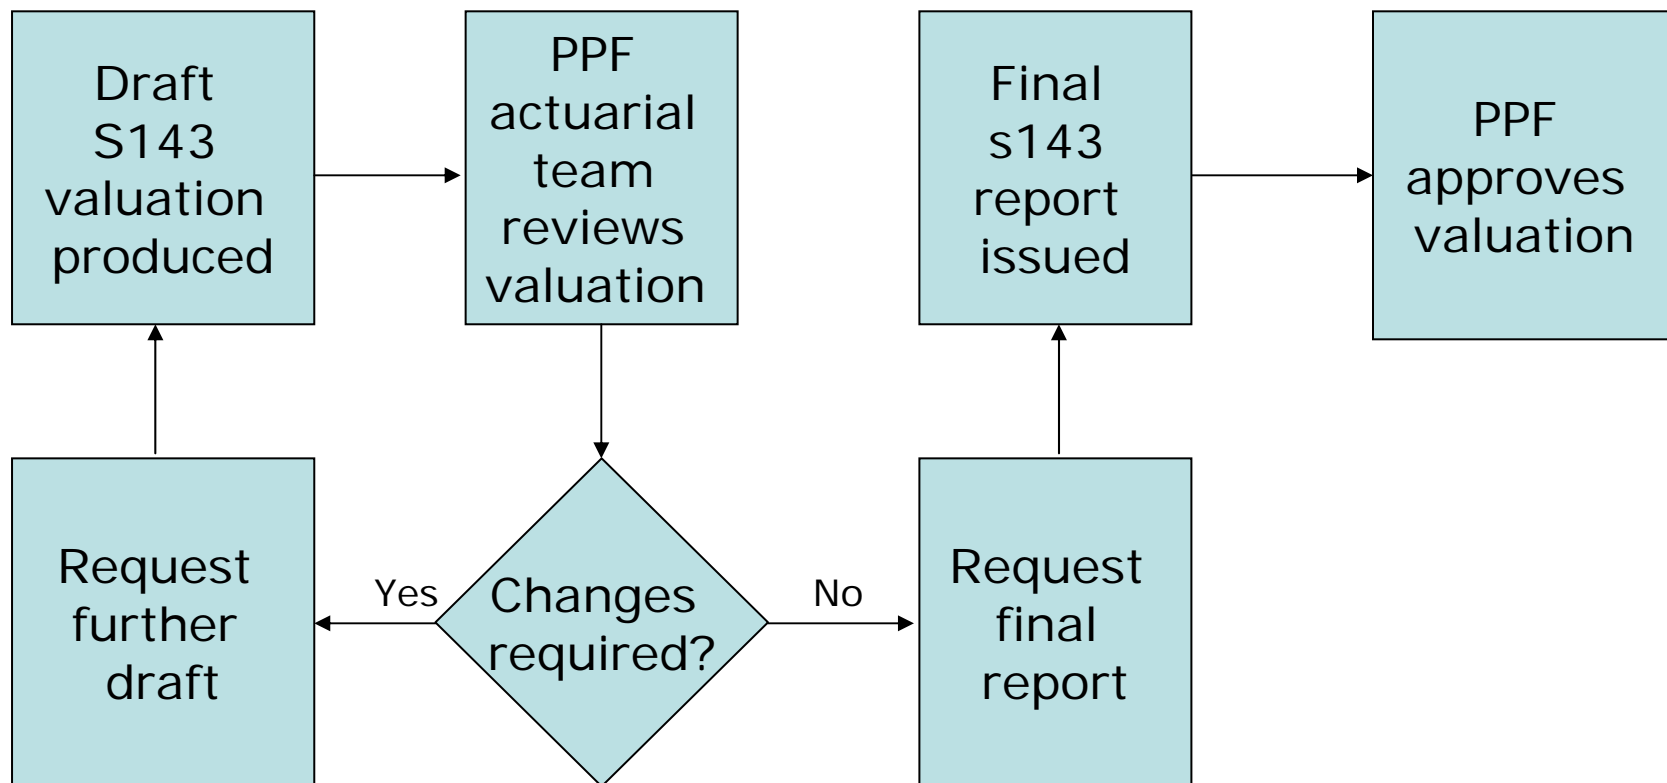 Draft
S143
valuation
produced
PPF
actuarial
team
reviews
valuation
Final
s143
report
issued
PPF
approves
valuation
Request
further
draft
Yes
Changes
required?
No
Request
final
report